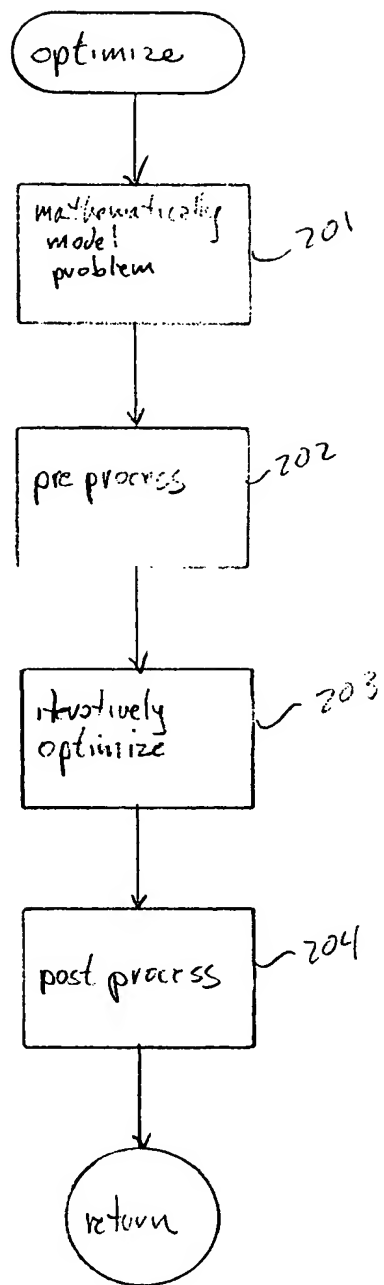 optimize
mathematically
model
problem
201
pre process
202
iteratively
optimize
203
post process
204
return